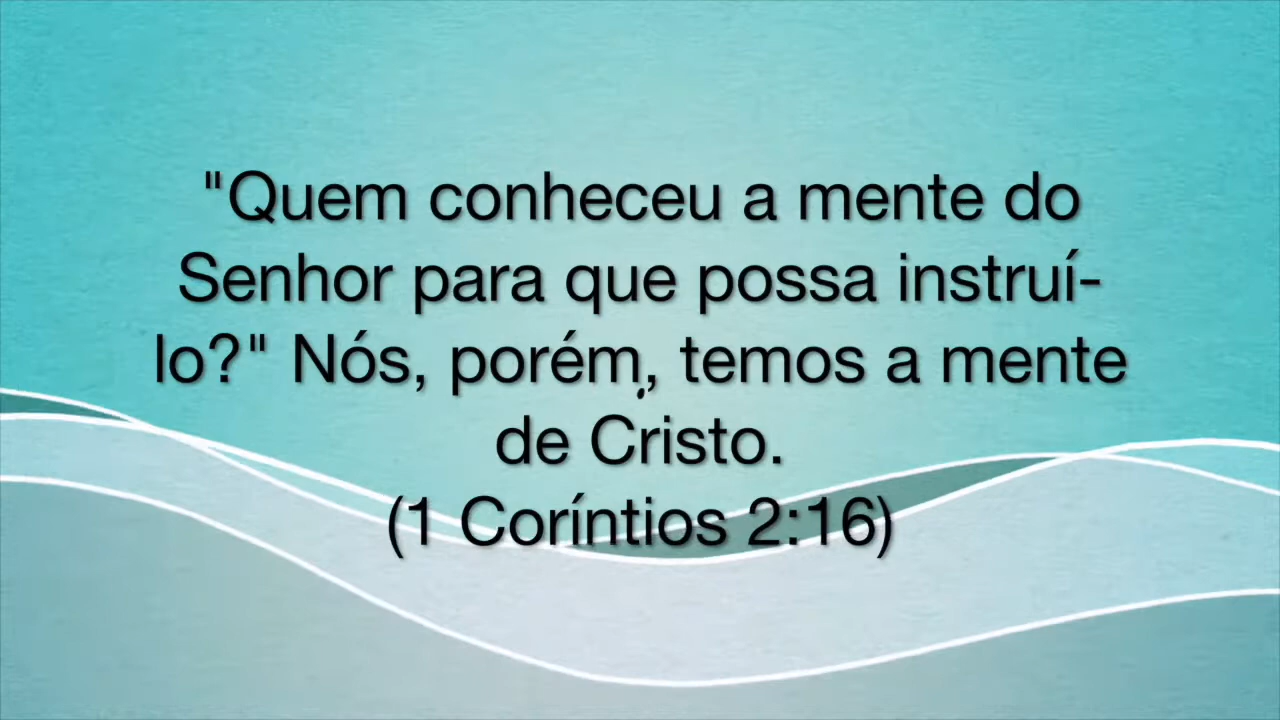 "Quem conheceu a mente do
Senhor para que possa instruí-
lo?" Nós, porém, temos a mente
de Cristo.
(1 Coríntios 2:16)